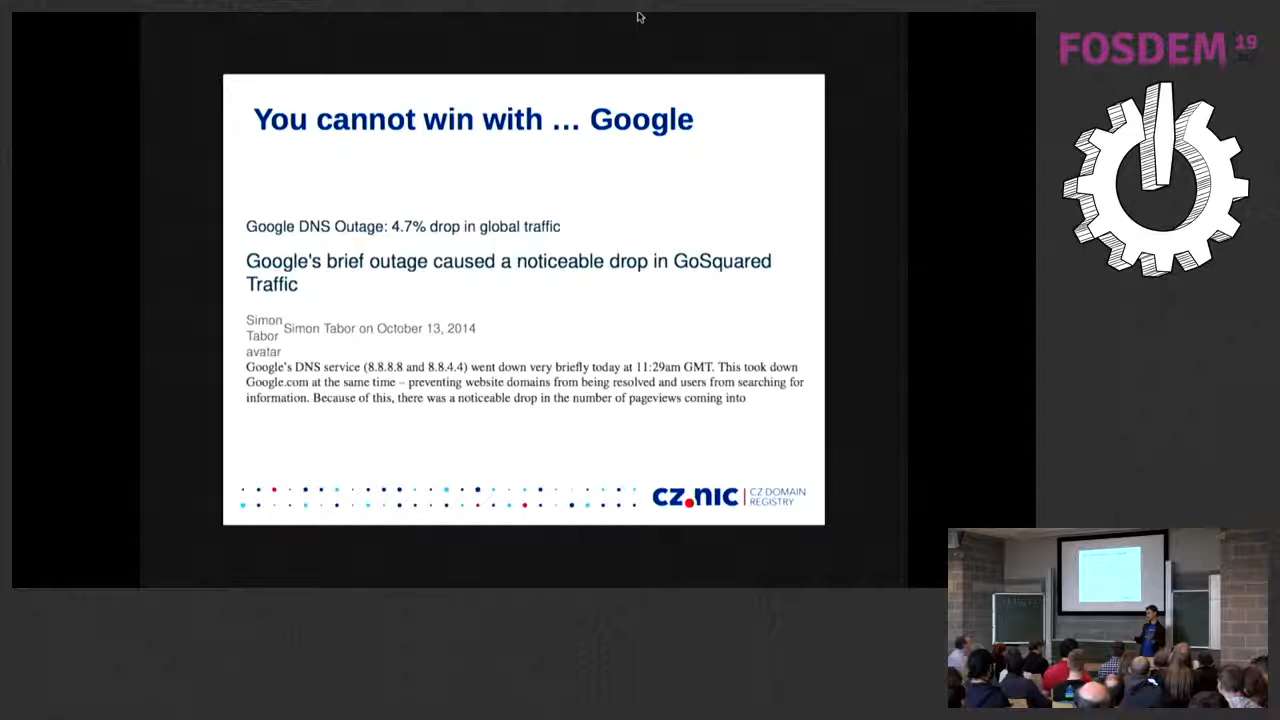 FOSDEM 19
You cannot win with … Google
Google DNS Outage: 4.7% drop in global traffic
Google's brief outage caused a noticeable drop in GoSquared
Traffic
Simon
Tabor
avatar
Simon Tabor on October 13, 2014
Google's DNS service (8.8.8.8 and 8.8.4.4) went down very briefly today at 11:29am GMT. This took down
Google.com at the same time – preventing website domains from being resolved and users from searching for
information. Because of this, there was a noticeable drop in the number of pageviews coming into
CZ.NIC | CZ DOMAIN
REGISTRY